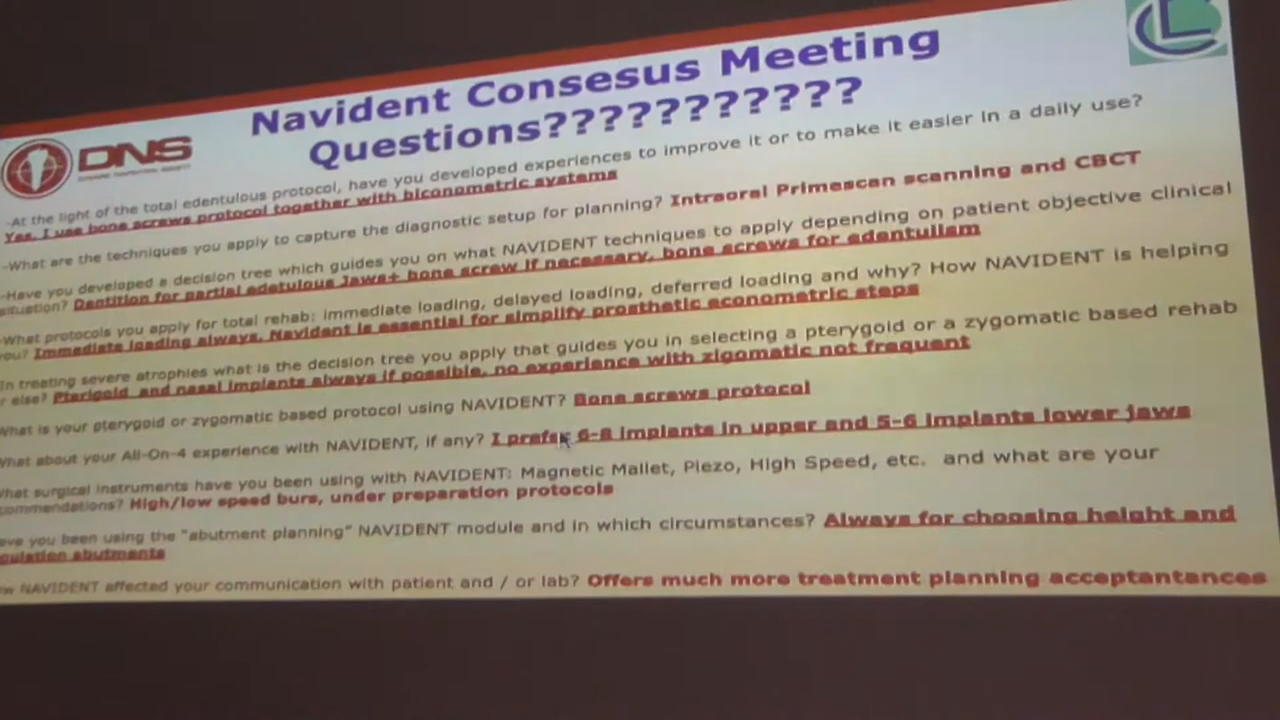 Navident Consesus Meeting
Questions???????????
DNS
-At the light of the total edentulous protocol, have you developed experiences to improve it or to make it easier in a daily use?
Yes, I use bone screws protocol together with biconometric systems
-What are the techniques you apply to capture the diagnostic setup for planning? Intraoral Primescan scanning and CBCT
-Have you developed a decision tree which guides you on what NAVIDENT techniques to apply depending on patient objective clinical
situation? Dentition for partial edetulous Jaws+ bone screw if necessary, bone screws for edentulism
-What protocols you apply for total rehab: immediate loading, delayed loading, deferred loading and why? How NAVIDENT is helping
you? Immediate loading always, Navident is essential for simplify prosthetic econometric steps
In treating severe atrophies what is the decision tree you apply that guides you in selecting a pterygoid or a zygomatic based rehab
r else? Pterigoid and nasal implants always if possible, no experience with zigomatic not frequent
What is your pterygoid or zygomatic based protocol using NAVIDENT? Bone screws protocol
What about your All-On-4 experience with NAVIDENT, if any? I prefer 6-8 implants in upper and 5-6 implants lower jaws
hat surgical instruments have you been using with NAVIDENT: Magnetic Mallet, Piezo, High Speed, etc. and what are your
commendations? High/low speed burs, under preparation protocols
ave you been using the "abutment planning" NAVIDENT module and in which circumstances? Always for choosing height and
gulation abutments
ow NAVIDENT affected your communication with patient and / or lab? Offers much more treatment planning acceptantances